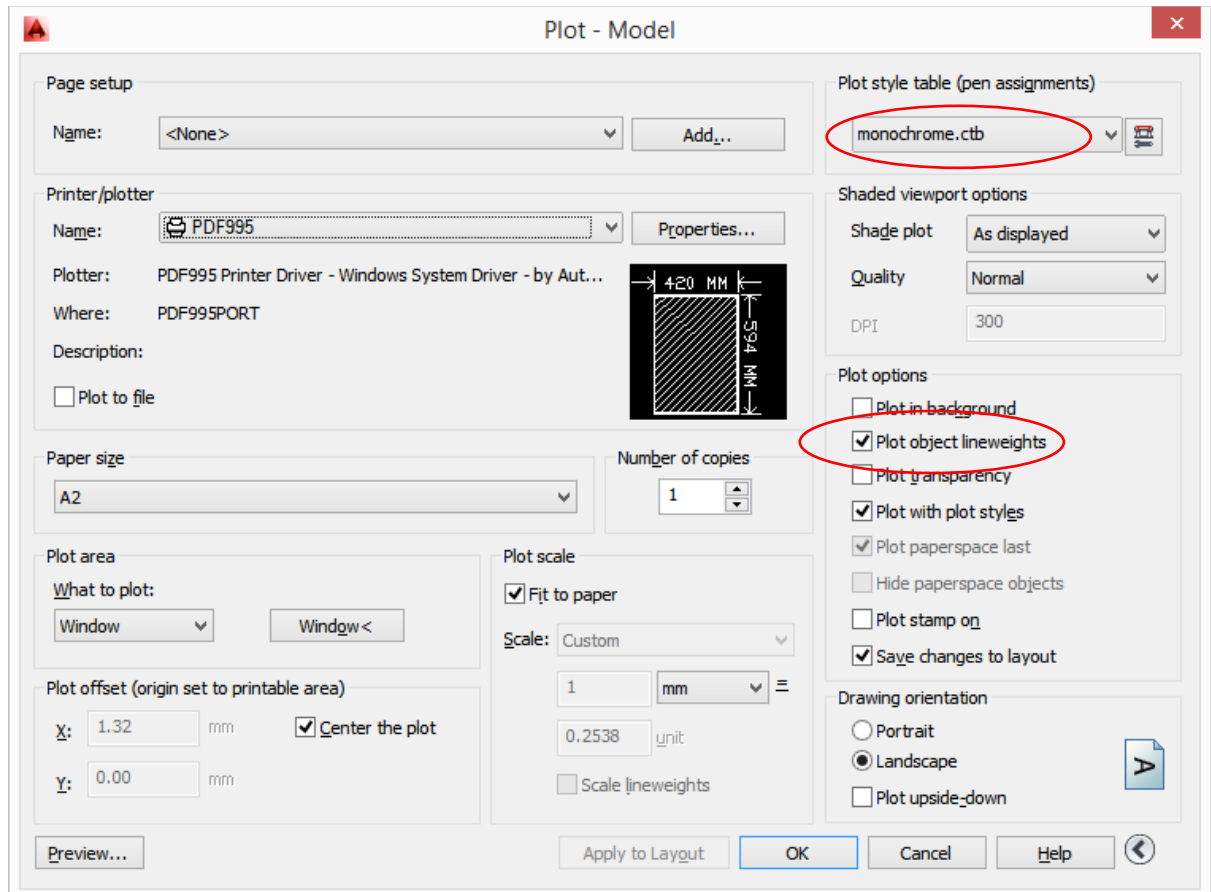 Plot - Model
Page setup
Name: <None> Add...
Printer/plotter
Name: PDF995 Properties...
Plotter: PDF995 Printer Driver - Windows System Driver - by Aut...
Where: PDF995PORT
Description:
Plot to file
420 MM
594 MM
Paper size
A2
Number of copies
1
Plot area
What to plot:
Window Window<
Plot offset (origin set to printable area)
X: 1.32 mm Center the plot
Y: 0.00 mm
Plot scale
Fit to paper
Scale: Custom
1 mm =
0.2538 unit
Scale lineweights
Plot style table (pen assignments)
monochrome.ctb
Shaded viewport options
Shade plot As displayed
Quality Normal
DPI 300
Plot options
Plot in background
Plot object lineweights
Plot transparency
Plot with plot styles
Plot paperspace last
Hide paperspace objects
Plot stamp on
Save changes to layout
Drawing orientation
Portrait
Landscape
Plot upside-down
A
Preview... Apply to Layout OK Cancel Help